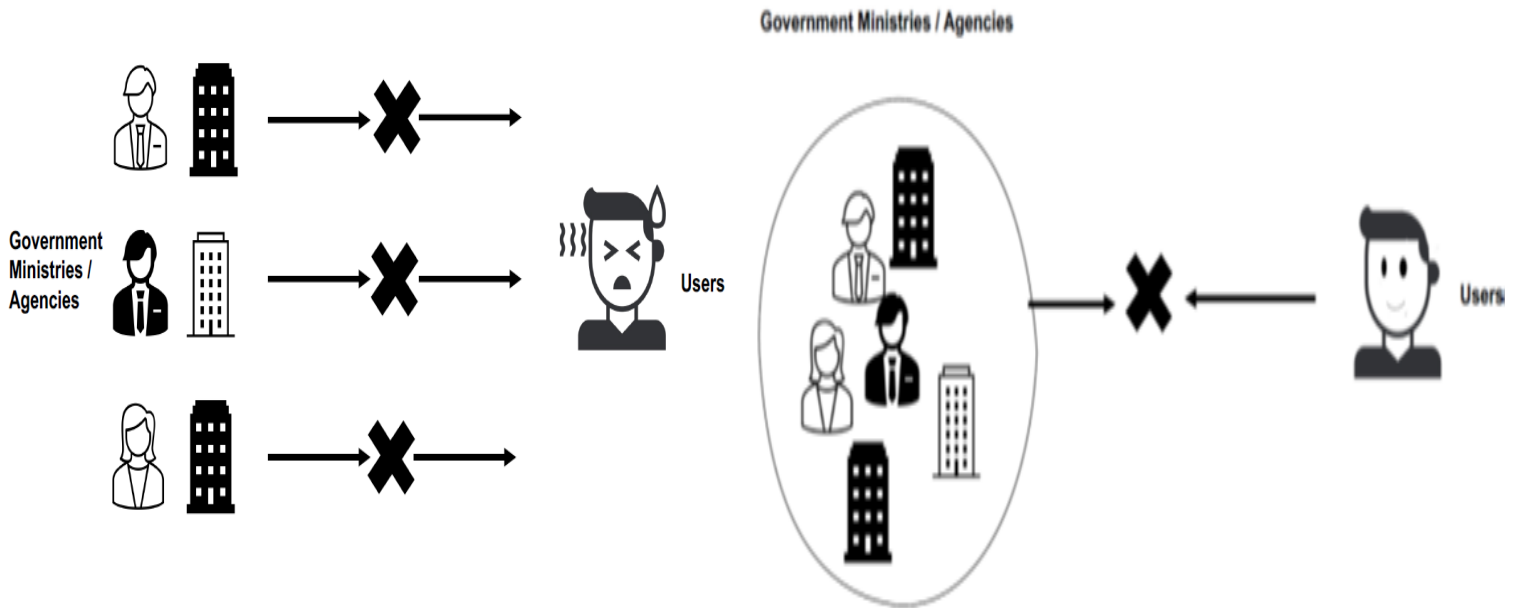 Government Ministries / Agencies
Government
Ministries /
Agencies
Users
Users